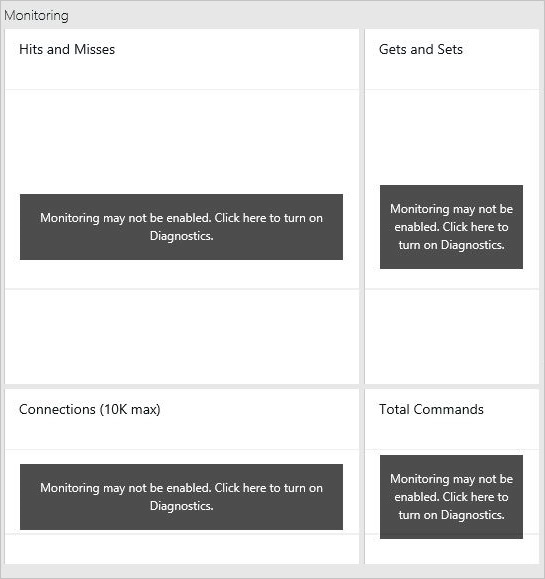 Monitoring
Hits and Misses
Monitoring may not be enabled. Click here to turn on
Diagnostics.
Gets and Sets
Monitoring may not be
enabled. Click here to
turn on Diagnostics.
Connections (10K max)
Monitoring may not be enabled. Click here to turn on
Diagnostics.
Total Commands
Monitoring may not be
enabled. Click here to
turn on Diagnostics.